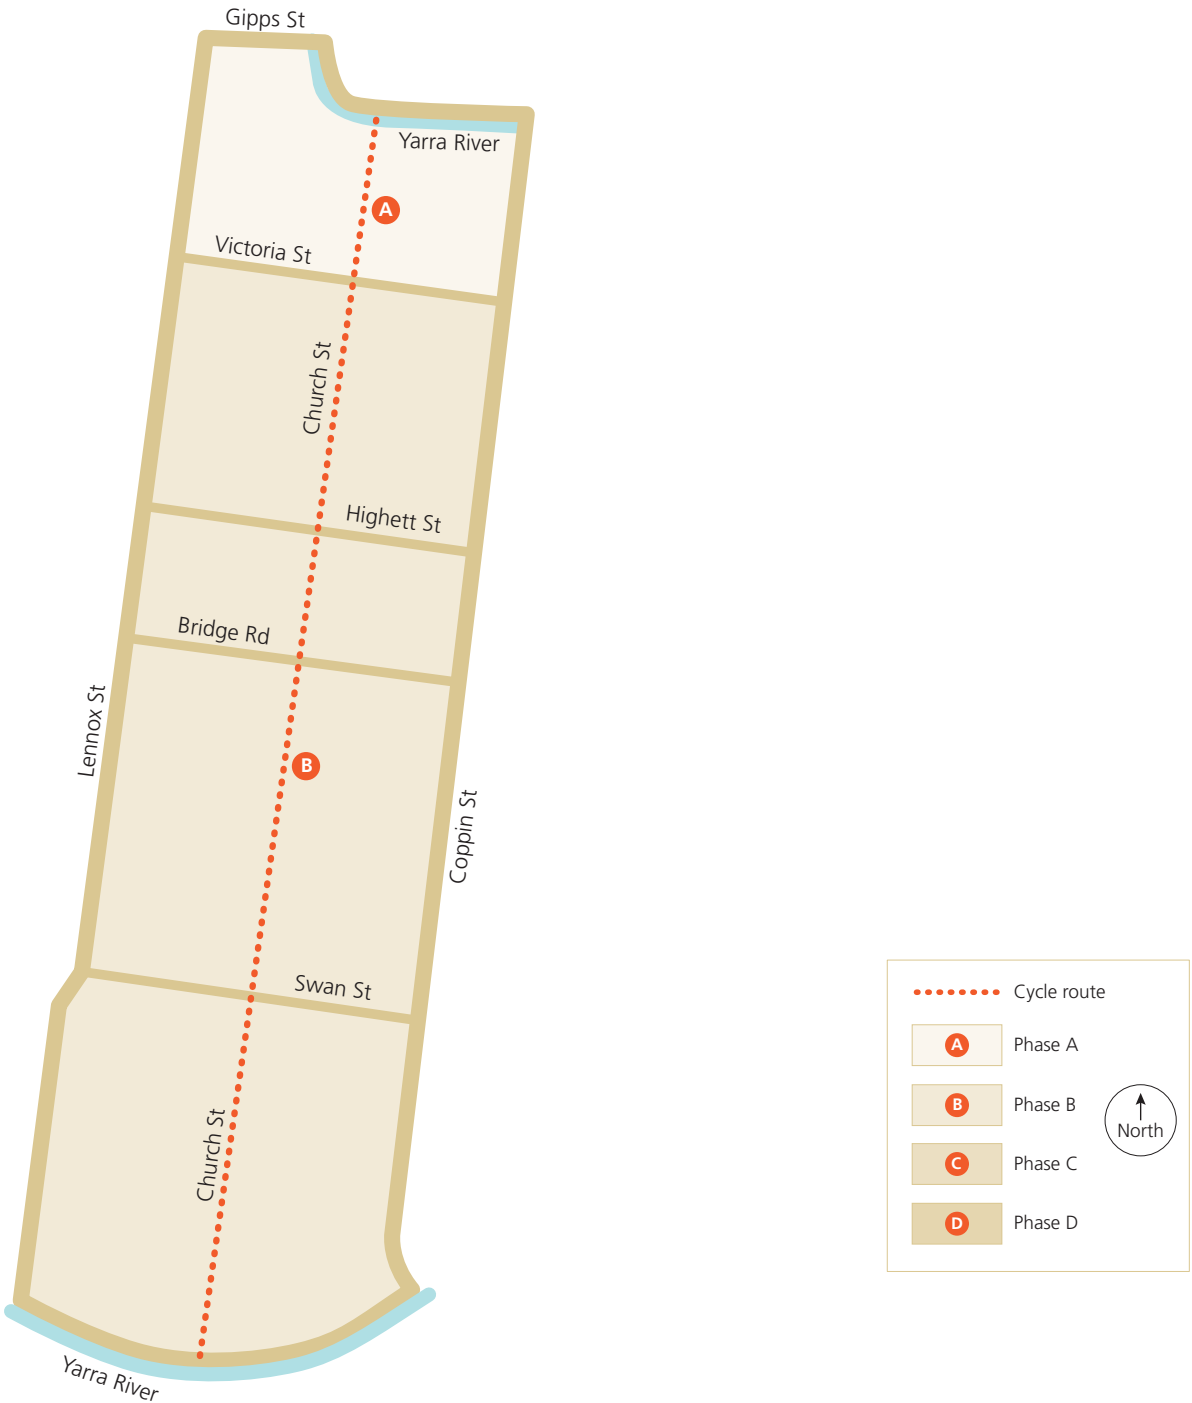 Gipps St
Yarra River
A
Victoria St
Church St
Highett St
Bridge Rd
Lennox St
B
Coppin St
Swan St
Church St
Yarra River
Cycle route
A Phase A
B Phase B
North
C Phase C
D Phase D